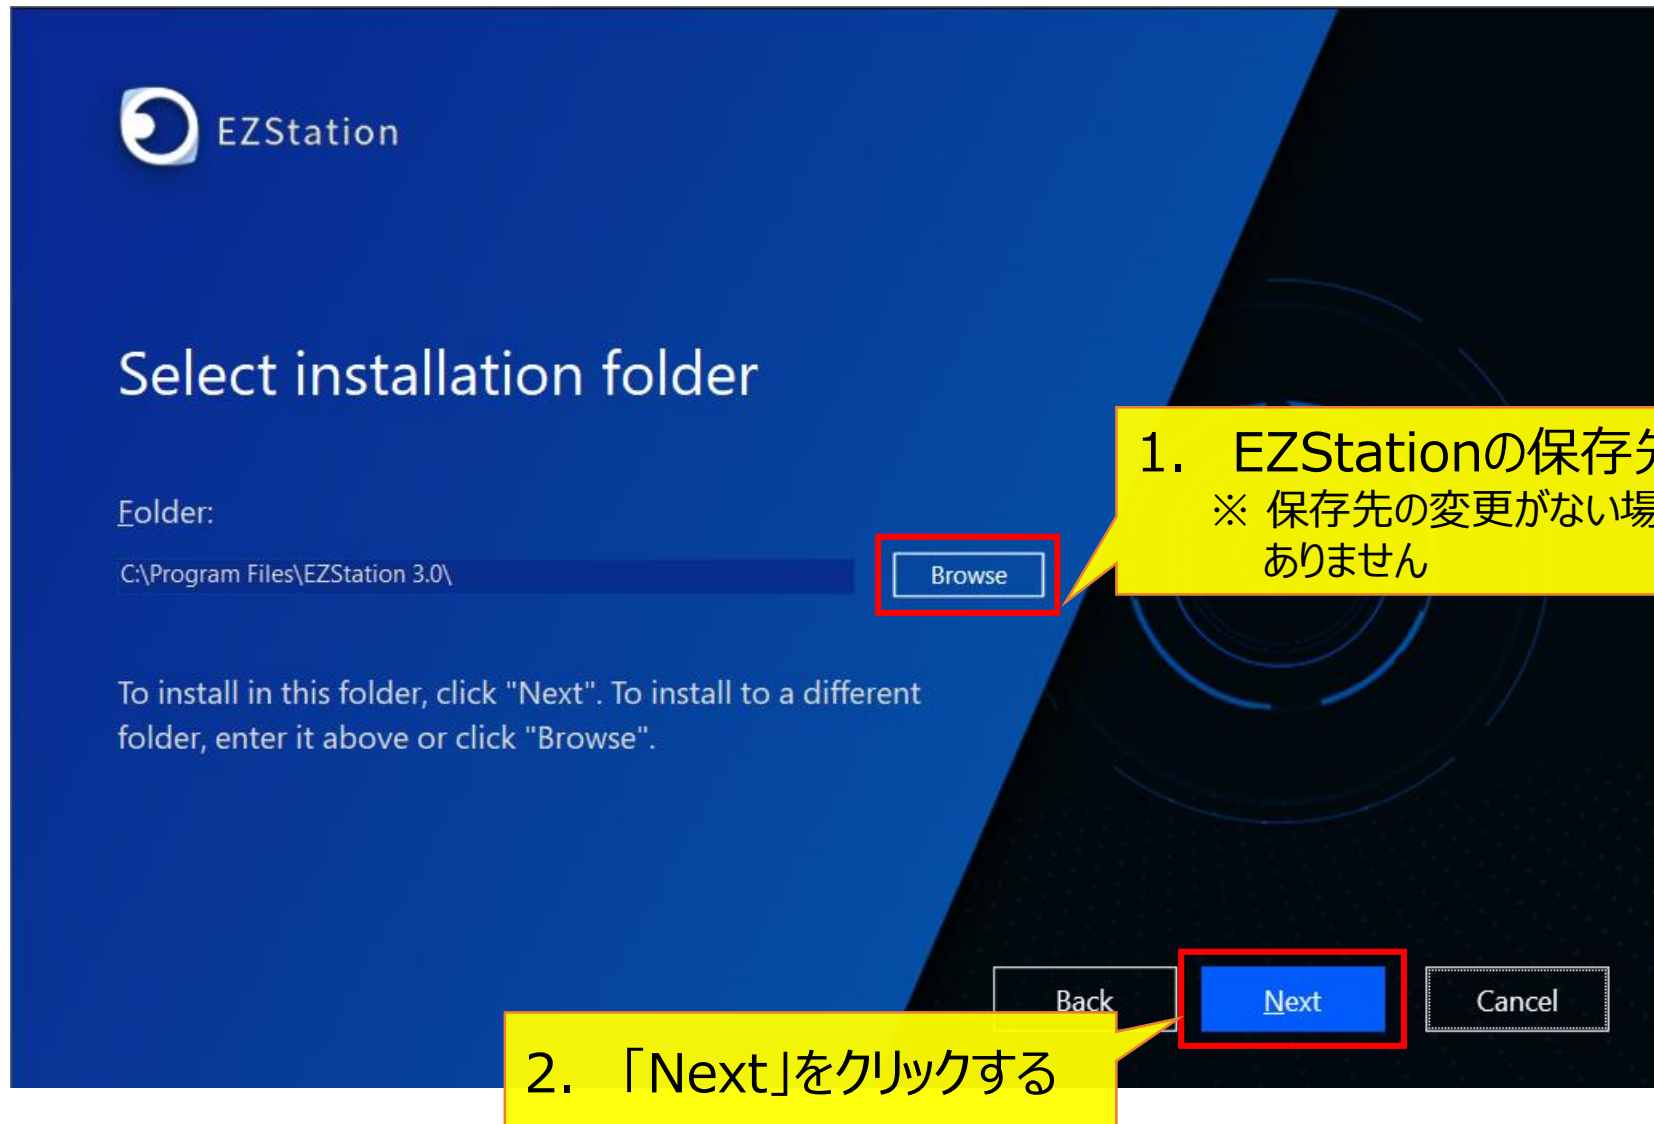 EZStation
Select installation folder
Folder:
C:\Program Files\EZStation 3.0\
Browse
To install in this folder, click "Next". To install to a different
folder, enter it above or click "Browse".
1. EZStationの保存先
※ 保存先の変更がない場
ありません
Back
Next
Cancel
2. 「Next」をクリックする